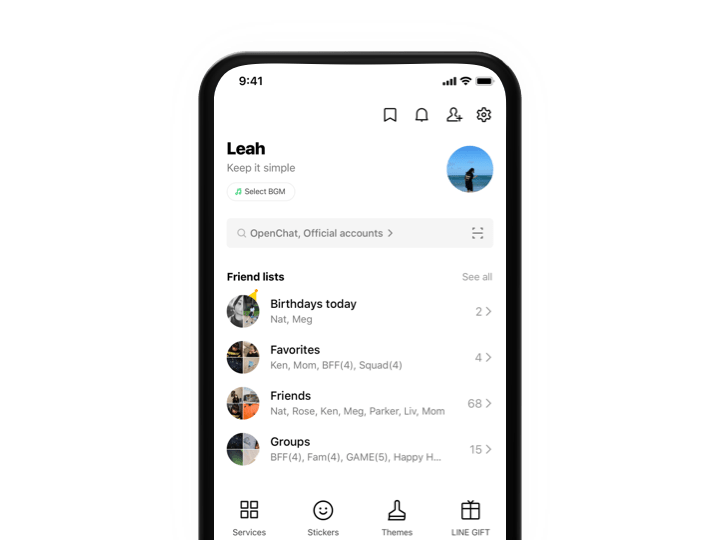 9:41
Leah
Keep it simple
Select BGM
OpenChat, Official accounts
Friend lists
See all
Birthdays today
Nat, Meg
2
Favorites
Ken, Mom, BFF(4), Squad(4)
4
Friends
Nat, Rose, Ken, Meg, Parker, Liv, Mom
68
Groups
BFF(4), Fam(4), GAME(5), Happy H...
15
Services
Stickers
Themes
LINE GIFT